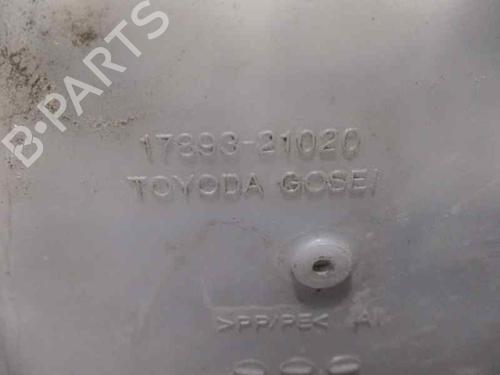 B-PARTS
17893-21020
TOYODA GOSEI
>PP/PE<